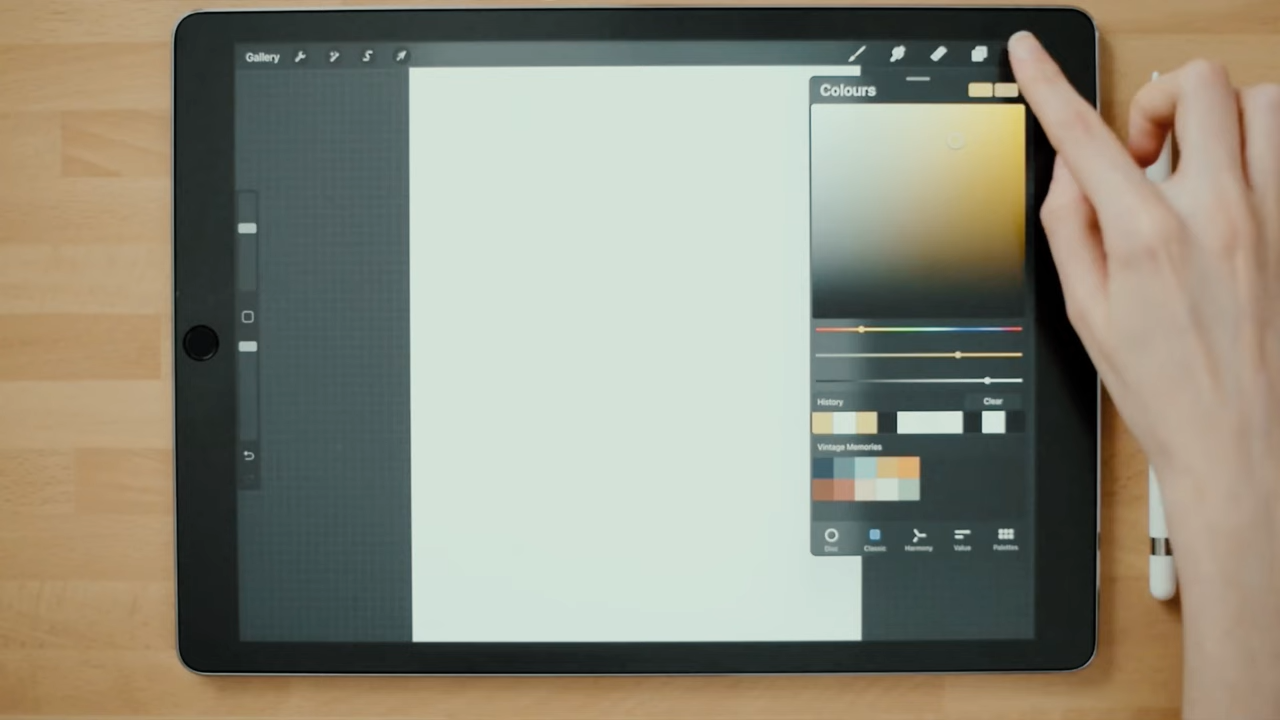 Gallery
Colours
History Clear
Vintage Memories
Disc Classic Harmony Value Palettes